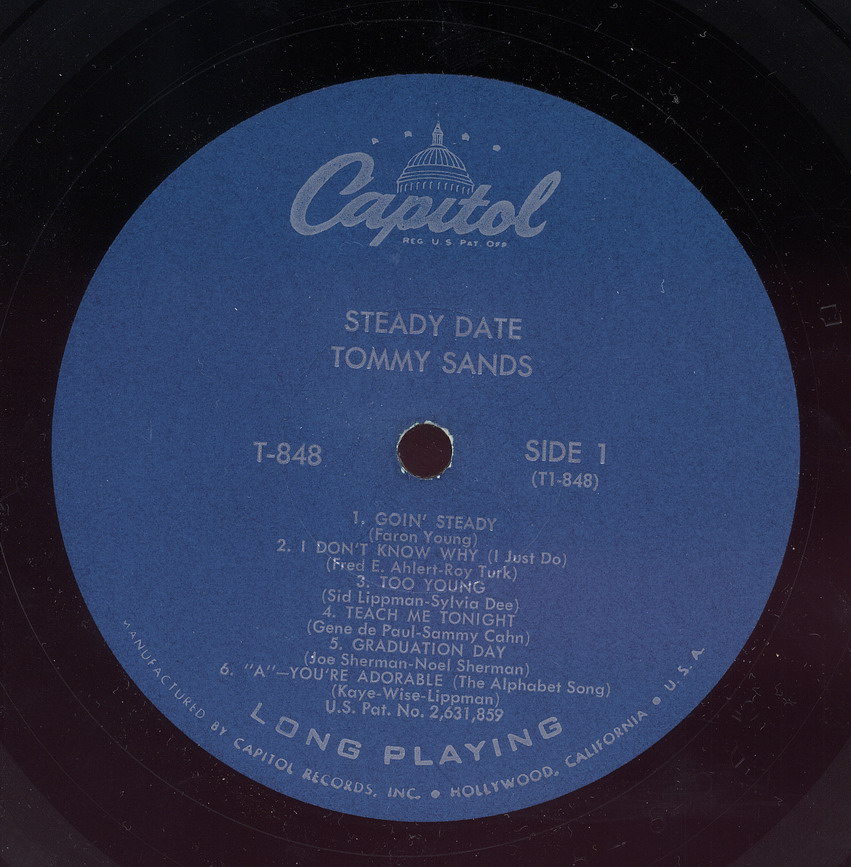 Capitol
REG. U.S. PAT. OFF.
STEADY DATE
TOMMY SANDS
T-848
SIDE 1
(T1-848)
1. GOIN' STEADY
(Faron Young)
2. I DON'T KNOW WHY (I Just Do)
(Fred E. Ahlert-Roy Turk)
3. TOO YOUNG
(Sid Lippman-Sylvia Dee)
4. TEACH ME TONIGHT
(Gene de Paul-Sammy Cahn)
5. GRADUATION DAY
(Joe Sherman-Noel Sherman)
6. "A"—YOU'RE ADORABLE (The Alphabet Song)
(Kaye-Wise-Lippman)
U.S. Pat. No. 2,631,859
LONG PLAYING
MANUFACTURED BY CAPITOL RECORDS, INC. • HOLLYWOOD, CALIFORNIA • U.S.A.